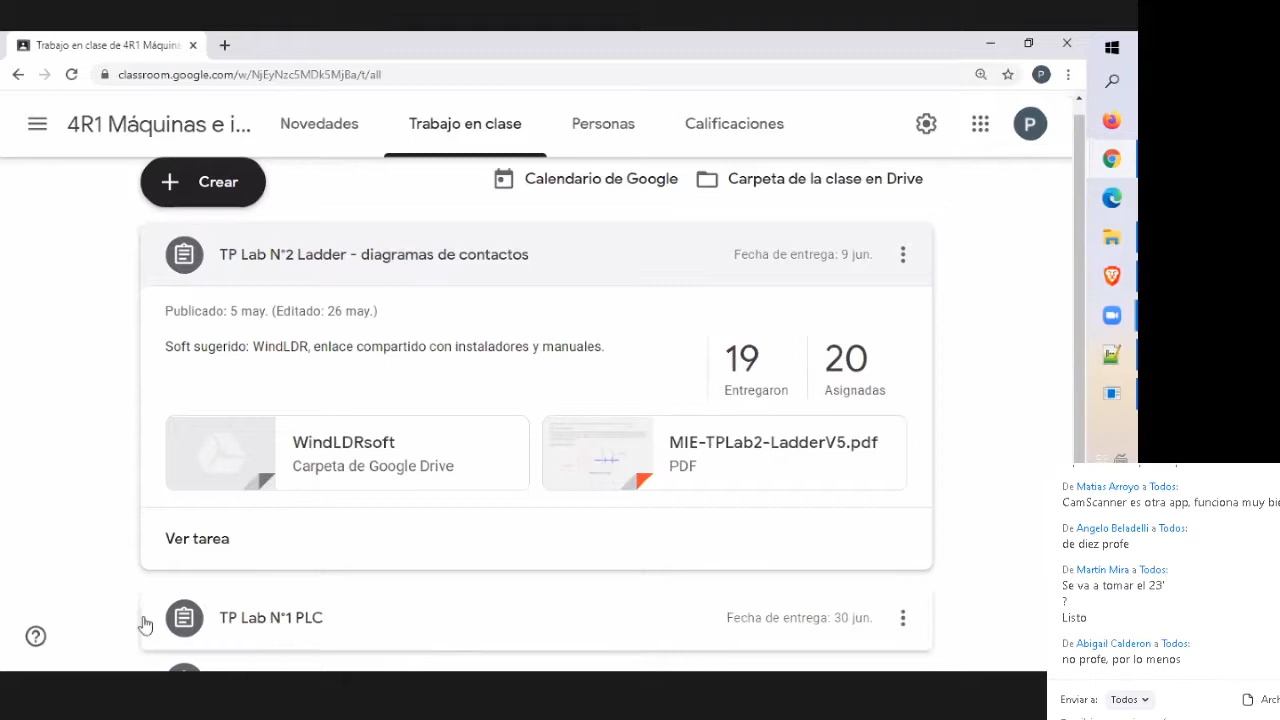 Trabajo en clase de 4R1 Máquina
classroom.google.com/w/NjEyNzc5MDk5MjBa/t/all
P
4R1 Máquinas e i...
Novedades
Trabajo en clase
Personas
Calificaciones
P
Crear
Calendario de Google
Carpeta de la clase en Drive
TP Lab N°2 Ladder - diagramas de contactos
Fecha de entrega: 9 jun.
Publicado: 5 may. (Editado: 26 may.)
Soft sugerido: WindLDR, enlace compartido con instaladores y manuales.
19
Entregaron
20
Asignadas
WindLDRsoft
Carpeta de Google Drive
MIE-TPLab2-LadderV5.pdf
PDF
Ver tarea
TP Lab N°1 PLC
Fecha de entrega: 30 jun.
De Matias Arroyo a Todos:
CamScanner es otra app, funciona muy bie
De Angelo Beladelli a Todos:
de diez profe
De Martín Mira a Todos:
Se va a tomar el 23'
?
Listo
De Abigail Calderon a Todos:
no profe, por lo menos
Enviar a: Todos
Arch